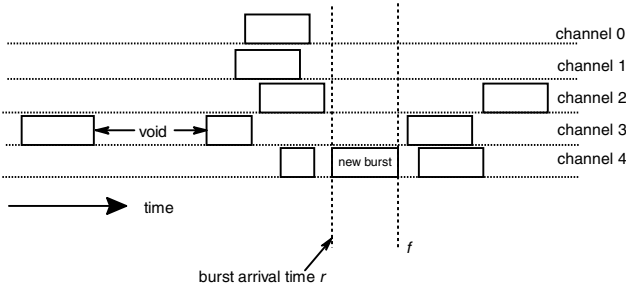 channel 0
channel 1
channel 2
void
channel 3
new burst
channel 4
time
f
burst arrival time r